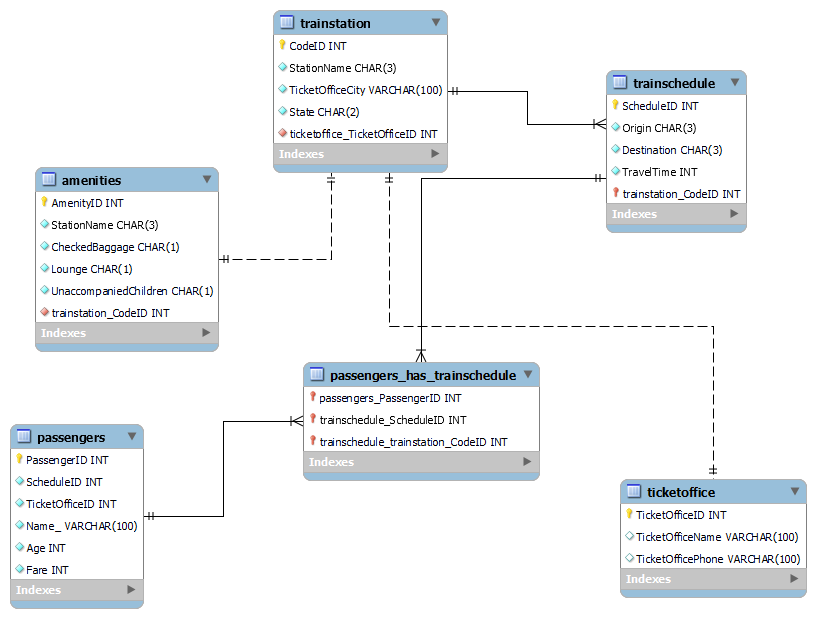 trainstation
CodeID INT
StationName CHAR(3)
TicketOfficeCity VARCHAR(100)
State CHAR(2)
ticketoffice_TicketOfficeID INT
Indexes
trainschedule
ScheduleID INT
Origin CHAR(3)
Destination CHAR(3)
TravelTime INT
trainstation_CodeID INT
Indexes
amenities
AmenityID INT
StationName CHAR(3)
CheckedBaggage CHAR(1)
Lounge CHAR(1)
UnaccompaniedChildren CHAR(1)
trainstation_CodeID INT
Indexes
passengers_has_trainschedule
passengers_PassengerID INT
trainschedule_ScheduleID INT
trainschedule_trainstation_CodeID INT
Indexes
passengers
PassengerID INT
ScheduleID INT
TicketOfficeID INT
Name_ VARCHAR(100)
Age INT
Fare INT
Indexes
ticketoffice
TicketOfficeID INT
TicketOfficeName VARCHAR(100)
TicketOfficePhone VARCHAR(100)
Indexes